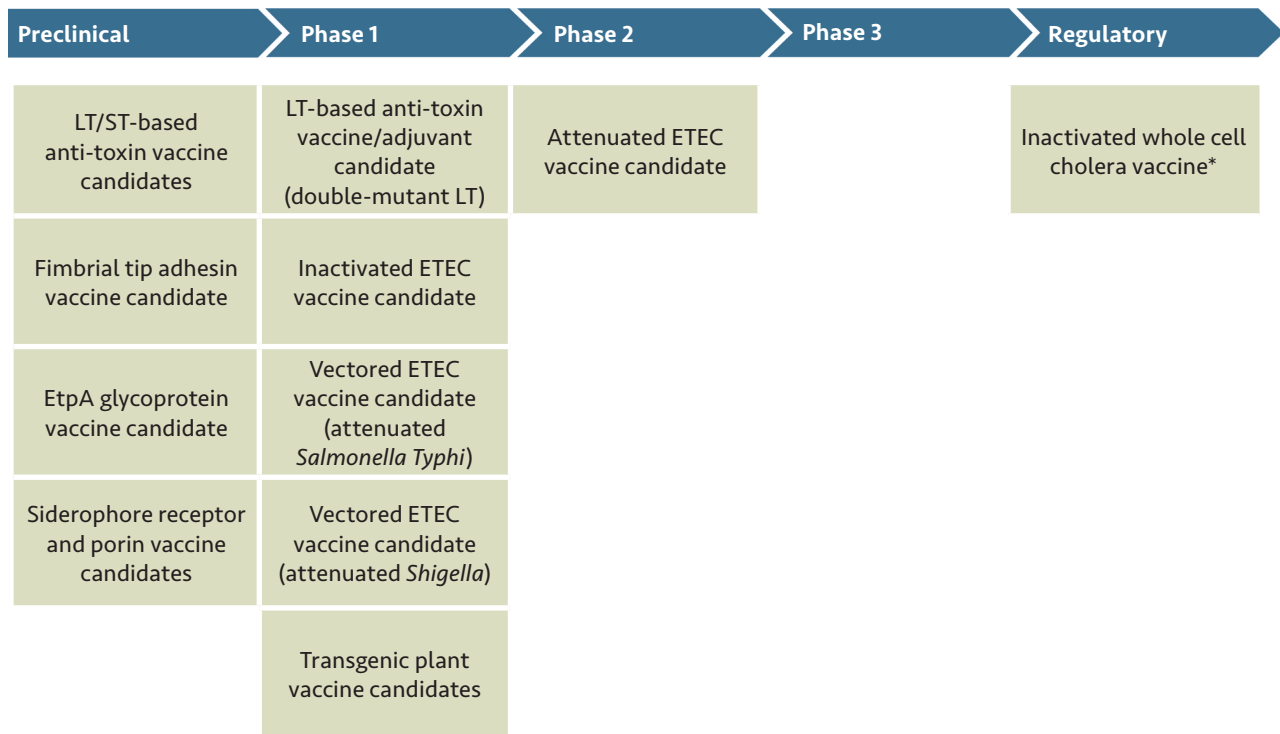 Preclinical
Phase 1
Phase 2
Phase 3
Regulatory
LT/ST-based
anti-toxin vaccine
candidates
LT-based anti-toxin
vaccine/adjuvant
candidate
(double-mutant LT)
Attenuated ETEC
vaccine candidate
Inactivated whole cell
cholera vaccine*
Fimbrial tip adhesin
vaccine candidate
Inactivated ETEC
vaccine candidate
EtpA glycoprotein
vaccine candidate
Vectored ETEC
vaccine candidate
(attenuated
Salmonella Typhi)
Siderophore receptor
and porin vaccine
candidates
Vectored ETEC
vaccine candidate
(attenuated Shigella)
Transgenic plant
vaccine candidates